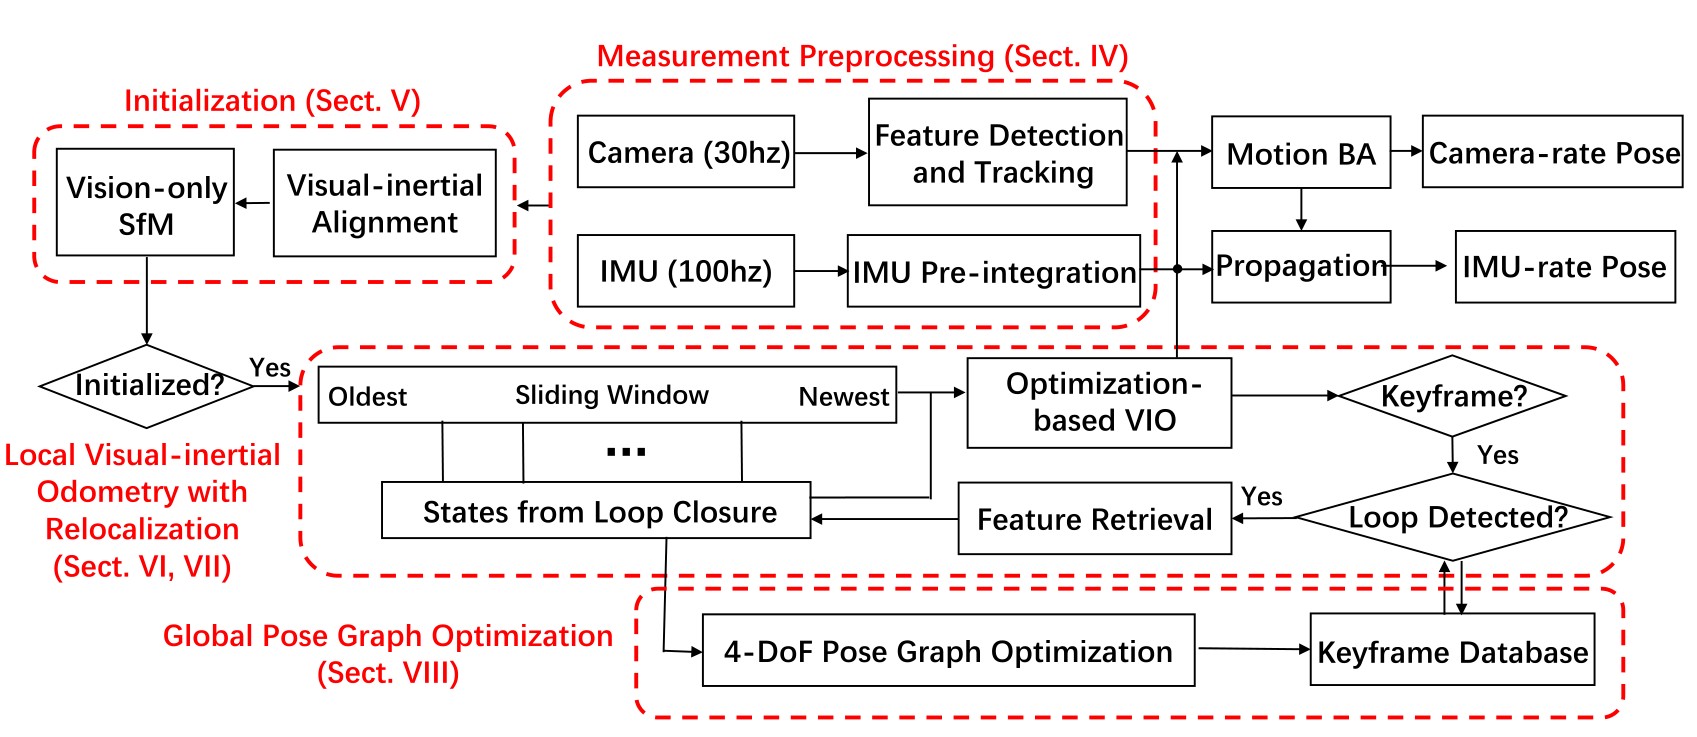 Measurement Preprocessing (Sect. IV)
Initialization (Sect. V)
Camera (30hz)
Feature Detection
and Tracking
Motion BA
Camera-rate Pose
Vision-only
SfM
Visual-inertial
Alignment
IMU (100hz)
IMU Pre-integration
Propagation
IMU-rate Pose
Initialized?
Yes
Oldest
Sliding Window
Newest
Optimization-
based VIO
Keyframe?
Yes
...
Local Visual-inertial
Odometry with
Relocalization
(Sect. VI, VII)
States from Loop Closure
Feature Retrieval
Yes
Loop Detected?
Global Pose Graph Optimization
(Sect. VIII)
4-DoF Pose Graph Optimization
Keyframe Database